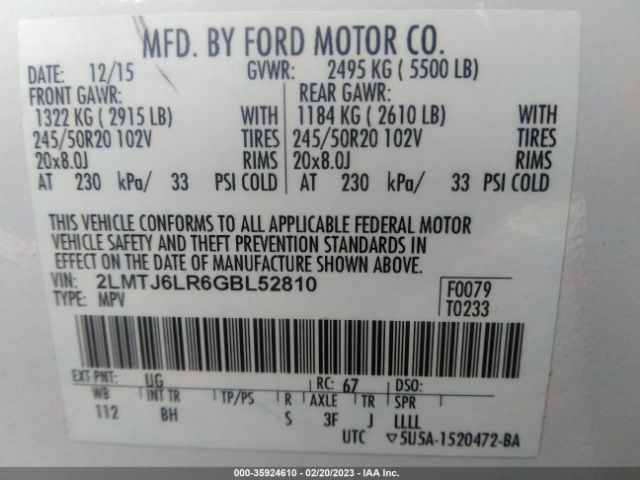 MFD. BY FORD MOTOR CO.
DATE: 12/15 GVWR: 2495 KG ( 5500 LB)
FRONT GAWR: REAR GAWR:
1322 KG ( 2915 LB) WITH 1184 KG ( 2610 LB) WITH
245/50R20 102V TIRES 245/50R20 102V TIRES
20x8.0J RIMS 20x8.0J RIMS
AT 230 kPa/ 33 PSI COLD AT 230 kPa/ 33 PSI COLD
THIS VEHICLE CONFORMS TO ALL APPLICABLE FEDERAL MOTOR
VEHICLE SAFETY AND THEFT PREVENTION STANDARDS IN
EFFECT ON THE DATE OF MANUFACTURE SHOWN ABOVE.
VIN: 2LMTJ6LR6GBL52810 F0079
TYPE: MPV T0233
EXT PNT: UG RC: 67 DSO:
WB INT TR TP/PS R AXLE TR SPR
112 BH S 3F J LLLL
UTC ▽5U5A-1520472-BA
000-35924610 - 02/20/2023 - IAA Inc.